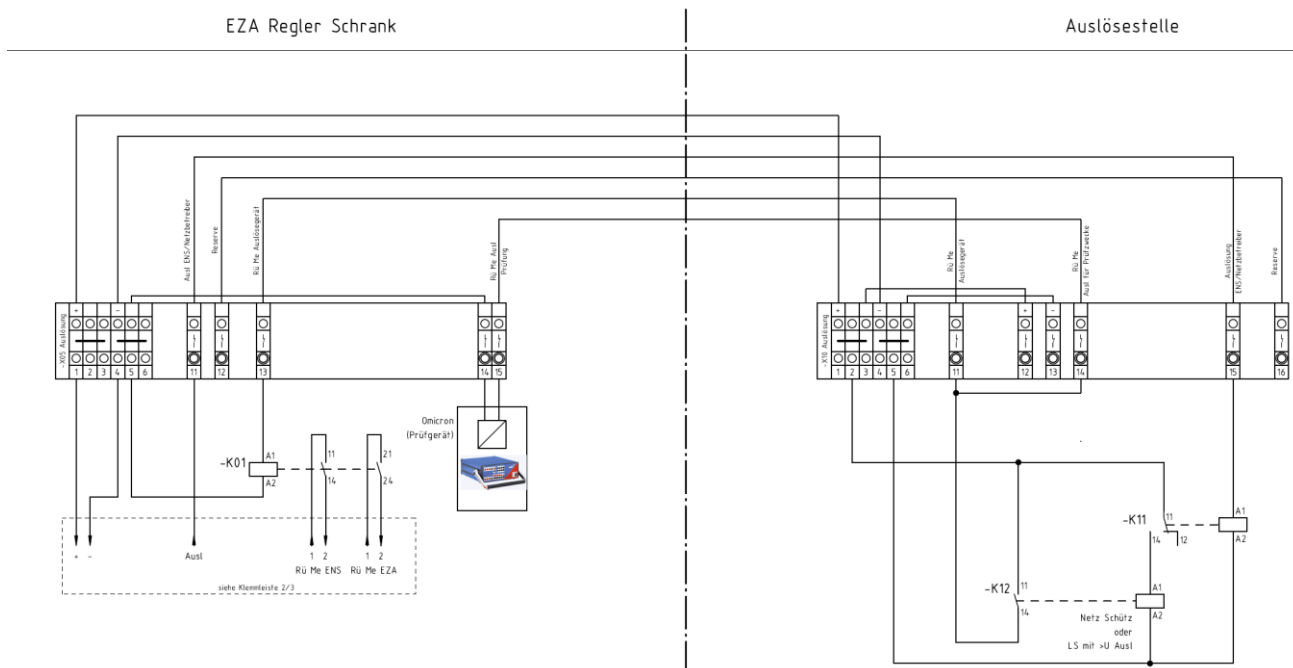 EZA Regler Schrank
Auslösestelle
Ausl ENS/Netzbetreiber
Reserve
Rü Me Auslösegerät
Rü Me Ausl
Prüfung
Rü Me
Auslösegerät
Rü Me
Ausl für Prüfzwecke
Auslösung
ENS/Netzbetreiber
Reserve
-X05 Auslösung
+ -
1 2 3 4 5 6 11 12 13 14 15
-X10 Auslösung
+ - + -
1 2 3 4 5 6 11 12 13 14 15 16
Omicron
(Prüfgerät)
-K01 A1 A2
11 14
21 24
+ - Ausl 1 2 1 2
Rü Me ENS Rü Me EZA
siehe Klemmleiste 2/3
-K11 11 14 12 A1 A2
-K12 11 14 A1 A2
Netz Schütz
oder
LS mit >U Ausl